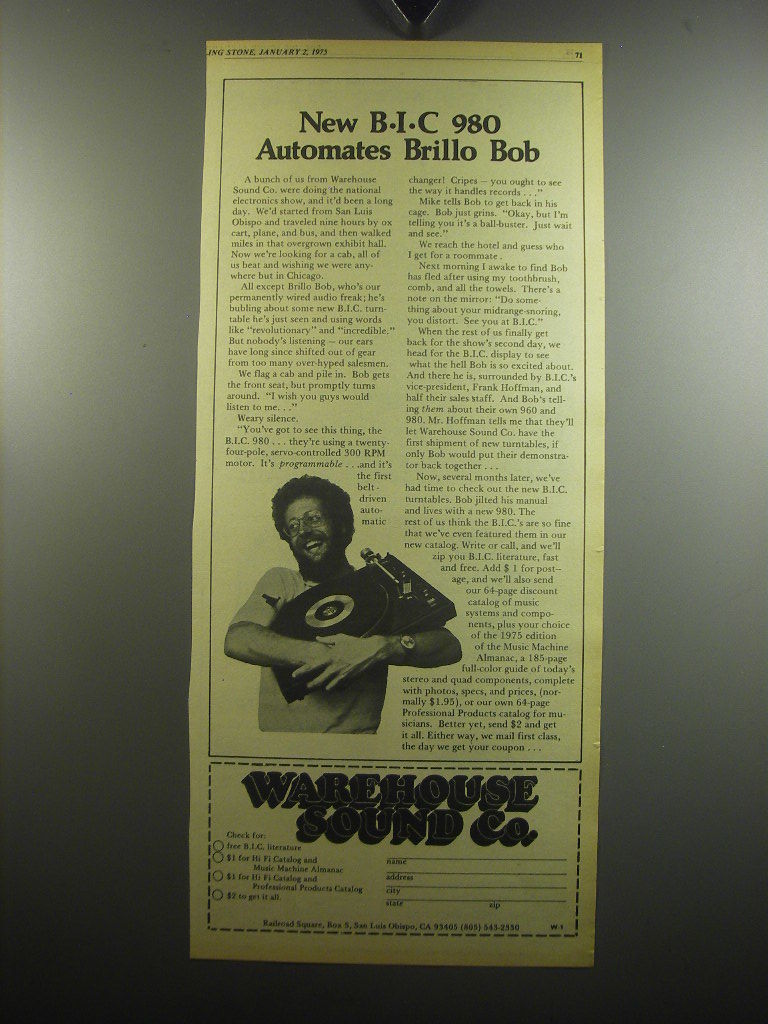 ING STONE, JANUARY 2, 1975
71
New B·I·C 980
Automates Brillo Bob
A bunch of us from Warehouse
Sound Co. were doing the national
electronics show, and it'd been a long
day. We'd started from San Luis
Obispo and traveled nine hours by ox
cart, plane, and bus, and then walked
miles in that overgrown exhibit hall.
Now we're looking for a cab, all of
us beat and wishing we were any-
where but in Chicago.
All except Brillo Bob, who's our
permanently wired audio freak; he's
bubling about some new B.I.C. turn-
table he's just seen and using words
like "revolutionary" and "incredible."
But nobody's listening — our ears
have long since shifted out of gear
from too many over-hyped salesmen.
We flag a cab and pile in. Bob gets
the front seat, but promptly turns
around. "I wish you guys would
listen to me. . ."
Weary silence.
"You've got to see this thing, the
B.I.C. 980 . . . they're using a twenty-
four-pole, servo-controlled 300 RPM
motor. It's programmable . . .and it's
the first
belt-
driven
auto-
matic
changer! Cripes — you ought to see
the way it handles records . . ."
Mike tells Bob to get back in his
cage. Bob just grins. "Okay, but I'm
telling you it's a ball-buster. Just wait
and see."
We reach the hotel and guess who
I get for a roommate.
Next morning I awake to find Bob
has fled after using my toothbrush,
comb, and all the towels. There's a
note on the mirror: "Do some-
thing about your midrange-snoring,
you distort. See you at B.I.C."
When the rest of us finally get
back for the show's second day, we
head for the B.I.C. display to see
what the hell Bob is so excited about.
And there he is, surrounded by B.I.C.'s
vice-president, Frank Hoffman, and
half their sales staff. And Bob's tell-
ing them about their own 960 and
980. Mr. Hoffman tells me that they'll
let Warehouse Sound Co. have the
first shipment of new turntables, if
only Bob would put their demonstra-
tor back together . . .
Now, several months later, we've
had time to check out the new B.I.C.
turntables. Bob jilted his manual
and lives with a new 980. The
rest of us think the B.I.C.'s are so fine
that we've even featured them in our
new catalog. Write or call, and we'll
zip you B.I.C. literature, fast
and free. Add $ 1 for post—
age, and we'll also send
our 64-page discount
catalog of music
systems and compo-
nents, plus your choice
of the 1975 edition
of the Music Machine
Almanac, a 185-page
full-color guide of today's
stereo and quad components, complete
with photos, specs, and prices, (nor-
mally $1.95), or our own 64-page
Professional Products catalog for mu-
sicians. Better yet, send $2 and get
it all. Either way, we mail first class,
the day we get your coupon . . .
WAREHOUSE
SOUND Co.
Check for:
free B.I.C. literature
$1 for Hi Fi Catalog and
Music Machine Almanac
$1 for Hi Fi Catalog and
Professional Products Catalog
$2 to get it all.
name
address
city
state zip
Railroad Square, Box S, San Luis Obispo, CA 93405 (805) 543-2330
W-1